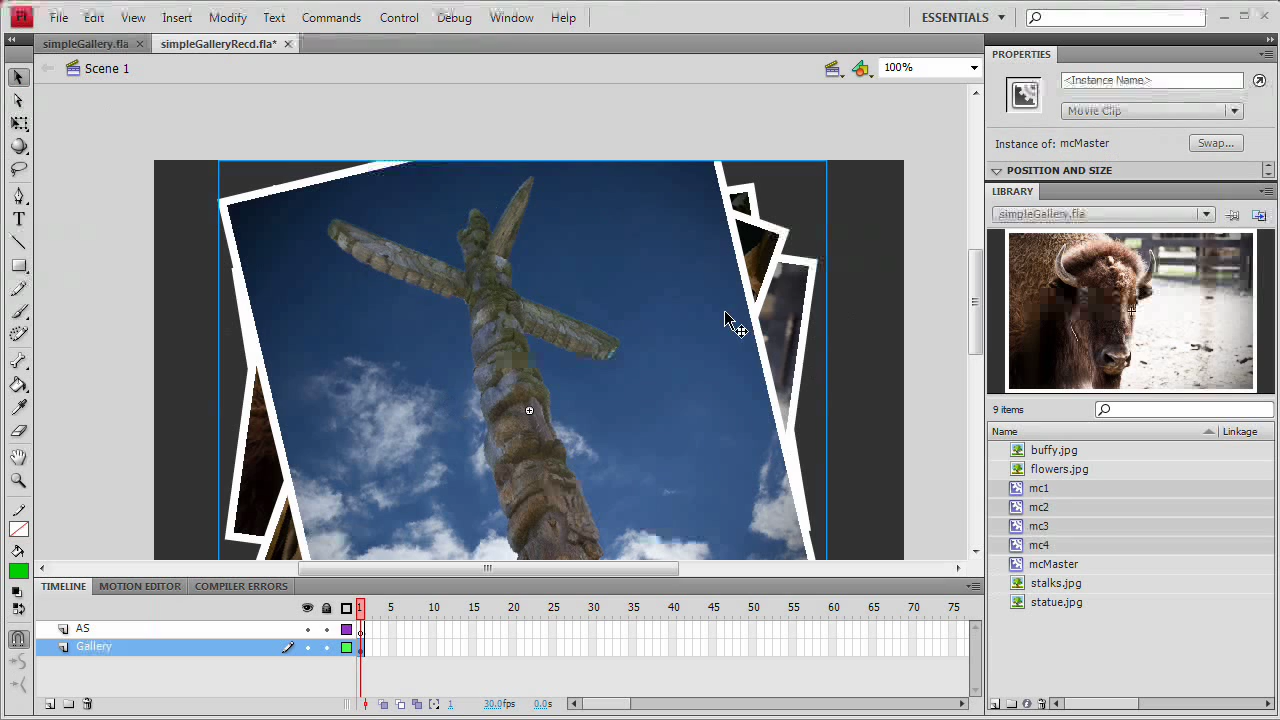 Fl File Edit View Insert Modify Text Commands Control Debug Window Help ESSENTIALS
simpleGallery.fla simpleGalleryRecd.fla*
Scene 1 100%
PROPERTIES
<Instance Name>
Movie Clip
Instance of: mcMaster Swap...
POSITION AND SIZE
LIBRARY
simpleGallery.fla
9 items
Name Linkage
buffy.jpg
flowers.jpg
mc1
mc2
mc3
mc4
mcMaster
stalks.jpg
statue.jpg
TIMELINE MOTION EDITOR COMPILER ERRORS
1 5 10 15 20 25 30 35 40 45 50 55 60 65 70 75
AS
Gallery
1 30.0fps 0.0s